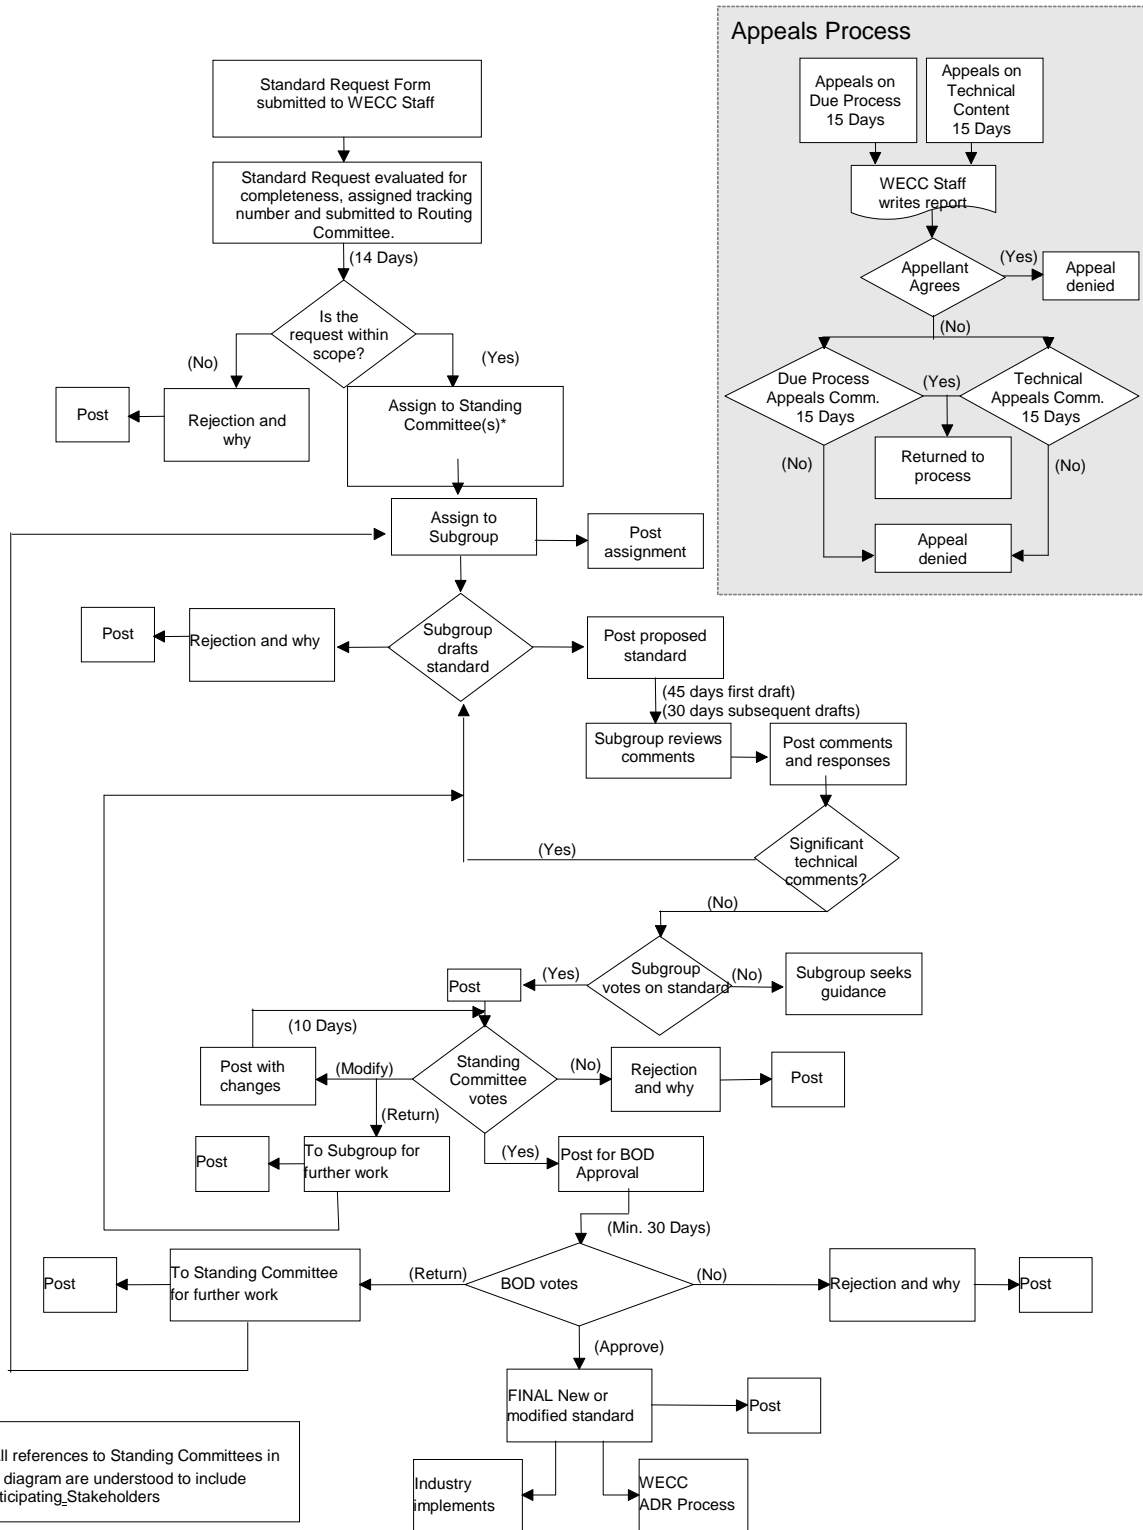 Appeals Process
Appeals on
Due Process
15 Days
Appeals on
Technical
Content
15 Days
WECC Staff
writes report
Appellant
Agrees
(Yes)
Appeal
denied
(No)
Due Process
Appeals Comm.
15 Days
(Yes)
Technical
Appeals Comm.
15 Days
(No)
Returned to
process
(No)
Appeal
denied
Standard Request Form
submitted to WECC Staff
Standard Request evaluated for
completeness, assigned tracking
number and submitted to Routing
Committee.
(14 Days)
Is the
request within
scope?
(No)
(Yes)
Post
Rejection and
why
Assign to Standing
Committee(s)*
Assign to
Subgroup
Post
assignment
Post
Rejection and why
Subgroup
drafts
standard
Post proposed
standard
(45 days first draft)
(30 days subsequent drafts)
Subgroup reviews
comments
Post comments
and responses
Significant
technical
comments?
(Yes)
(No)
Subgroup
votes on standard
(Yes)
(No)
Subgroup seeks
guidance
Post
(10 Days)
Post with
changes
(Modify)
Standing
Committee
votes
(No)
Rejection
and why
Post
(Return)
Post
To Subgroup for
further work
(Yes)
Post for BOD
Approval
(Min. 30 Days)
Post
To Standing Committee
for further work
(Return)
BOD votes
(No)
Rejection and why
Post
(Approve)
FINAL New or
modified standard
Post
Industry
implements
WECC
ADR Process
references to Standing Committees in
diagram are understood to include
Stakeholders